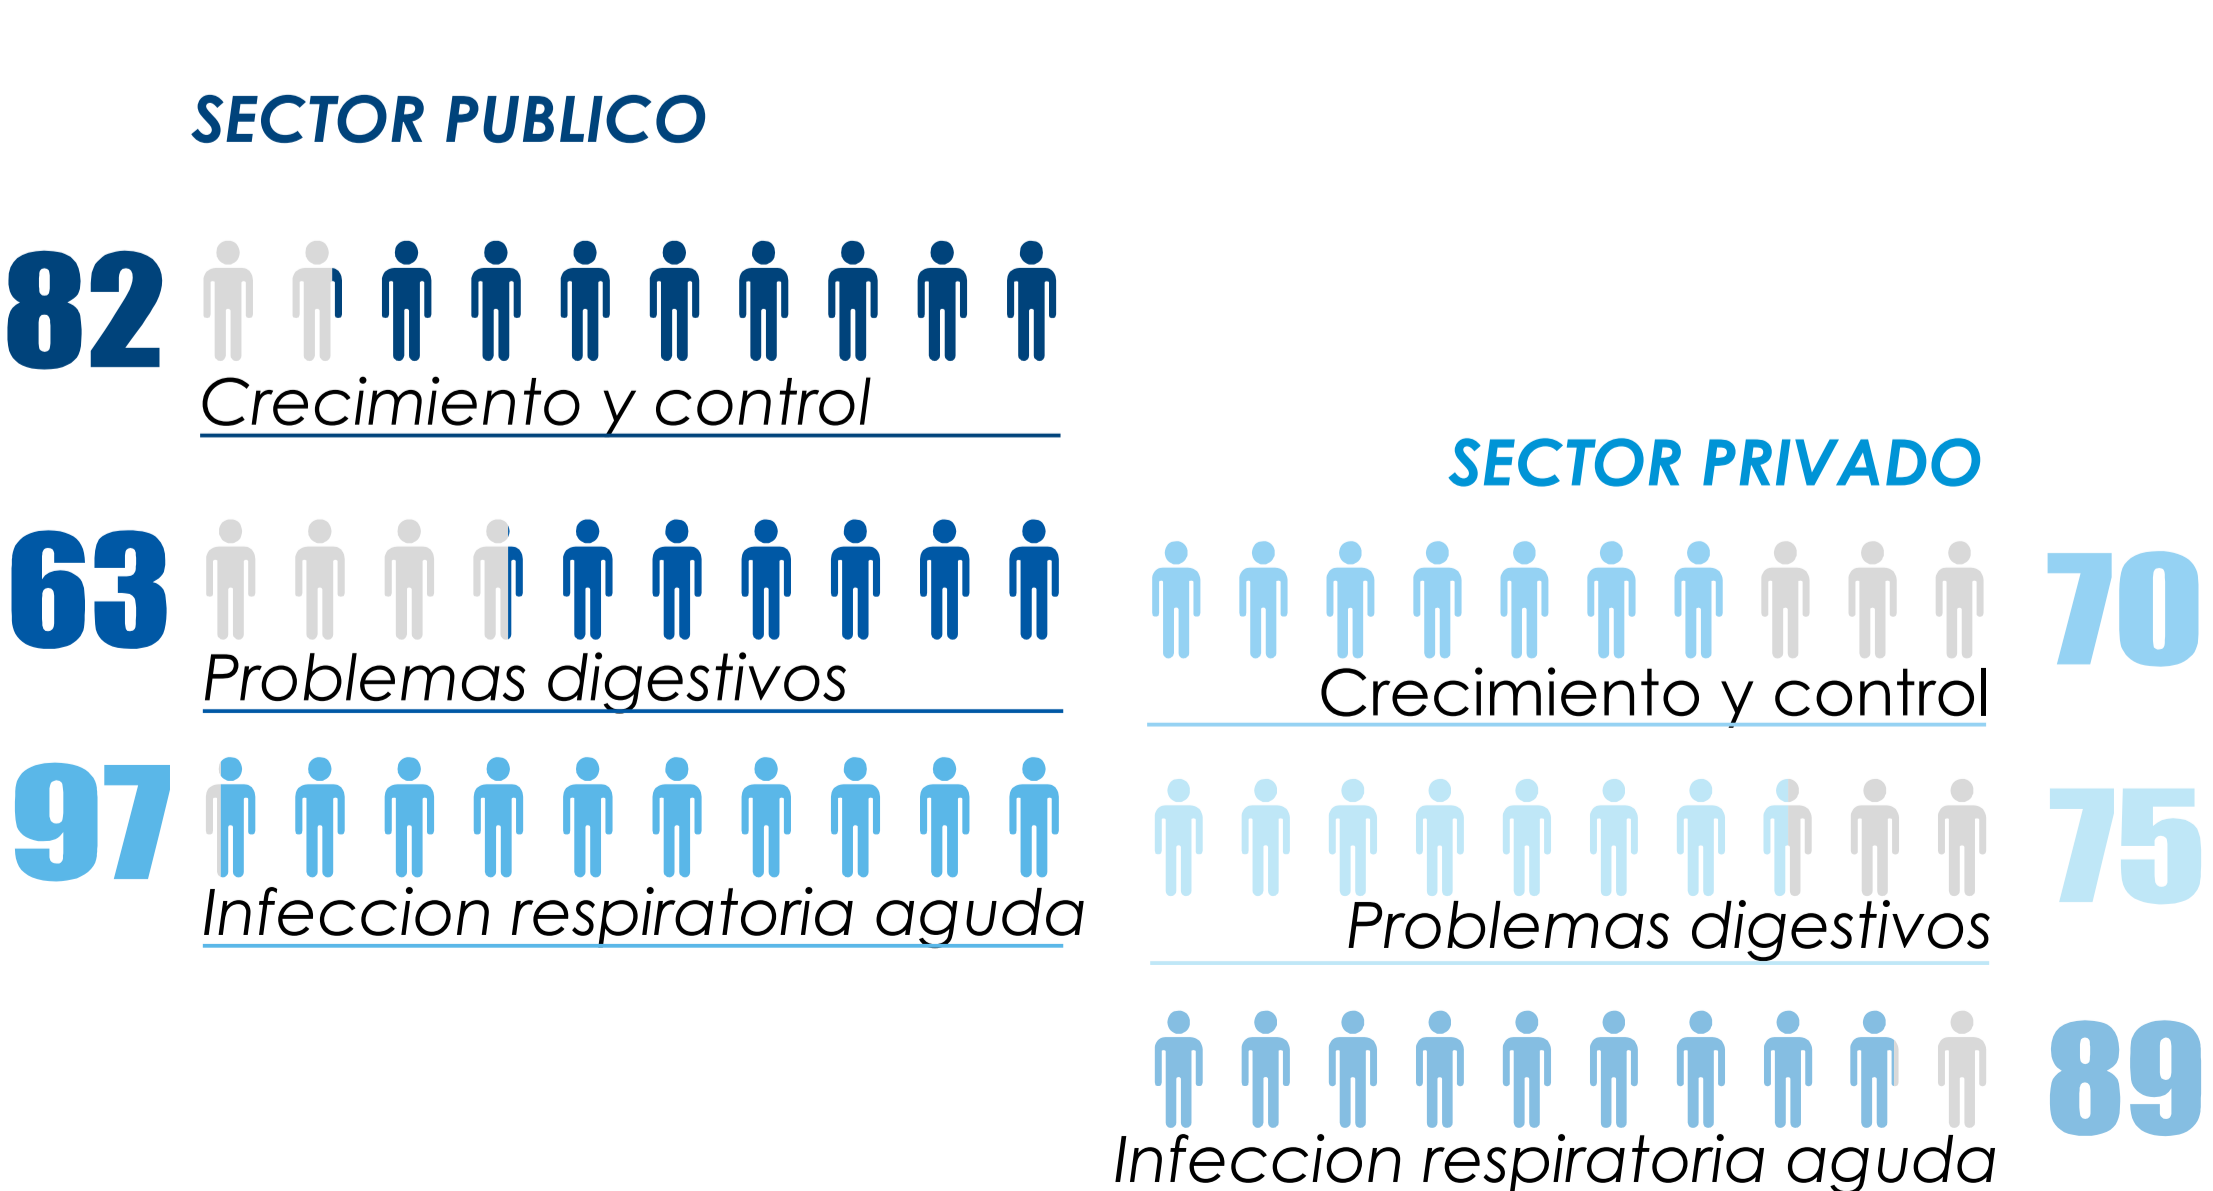 SECTOR PUBLICO
82
Crecimiento y control
63
Problemas digestivos
97
Infeccion respiratoria aguda
SECTOR PRIVADO
70
Crecimiento y control
75
Problemas digestivos
89
Infeccion respiratoria aguda